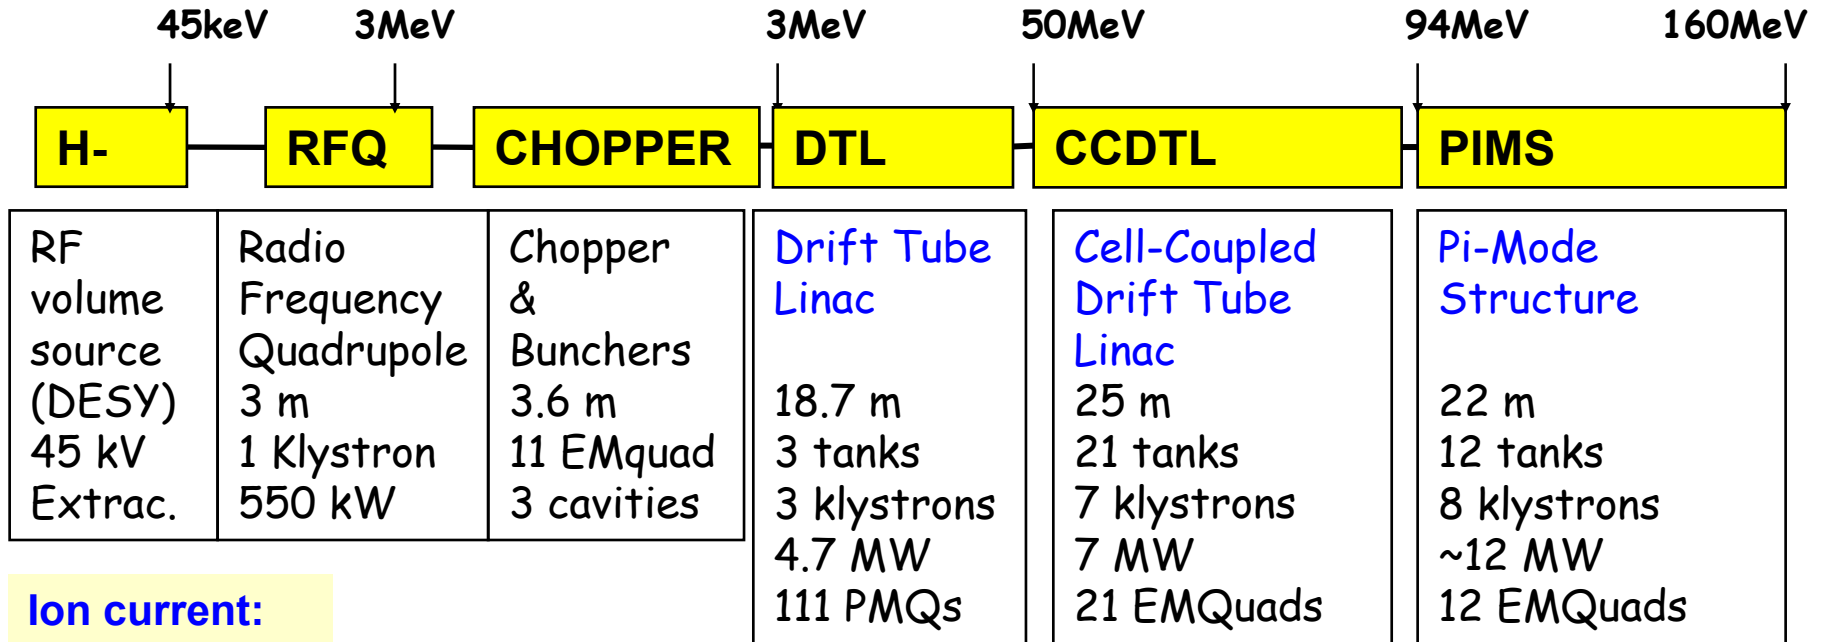 45keV 3MeV 3MeV 50MeV 94MeV 160MeV
H- RFQ CHOPPER DTL CCDTL PIMS
RF
volume
source
(DESY)
45 kV
Extrac.
Radio
Frequency
Quadrupole
3 m
1 Klystron
550 kW
Chopper
&
Bunchers
3.6 m
11 EMquad
3 cavities
Drift Tube
Linac
18.7 m
3 tanks
3 klystrons
4.7 MW
111 PMQs
Cell-Coupled
Drift Tube
Linac
25 m
21 tanks
7 klystrons
7 MW
21 EMQuads
Pi-Mode
Structure
22 m
12 tanks
8 klystrons
~12 MW
12 EMQuads
Ion current: